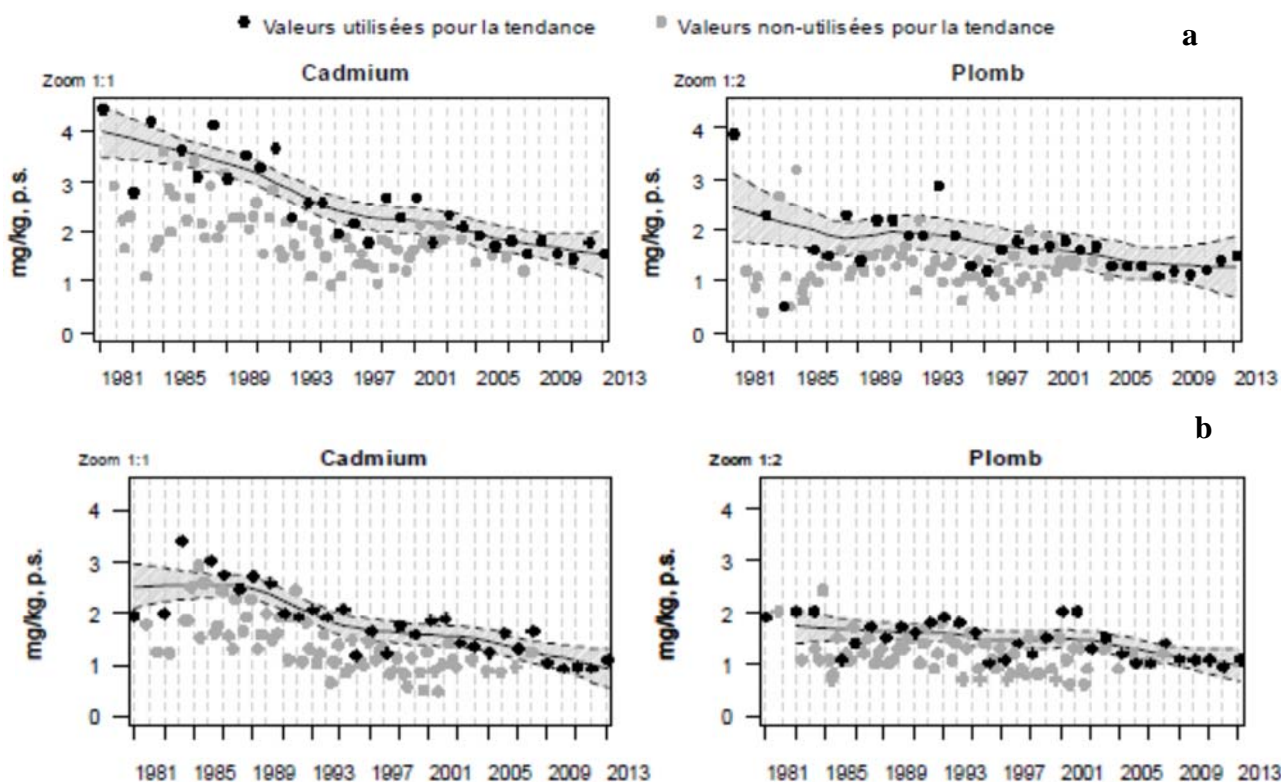 Valeurs utilisées pour la tendance Valeurs non-utilisées pour la tendance
a
Zoom 1:1 Cadmium
mg/kg, p.s.
4
3
2
1
0
1981 1985 1989 1993 1997 2001 2005 2009 2013
Zoom 1:2 Plomb
mg/kg, p.s.
4
3
2
1
0
1981 1985 1989 1993 1997 2001 2005 2009 2013
b
Zoom 1:1 Cadmium
mg/kg, p.s.
4
3
2
1
0
1981 1985 1989 1993 1997 2001 2005 2009 2013
Zoom 1:2 Plomb
mg/kg, p.s.
4
3
2
1
0
1981 1985 1989 1993 1997 2001 2005 2009 2013